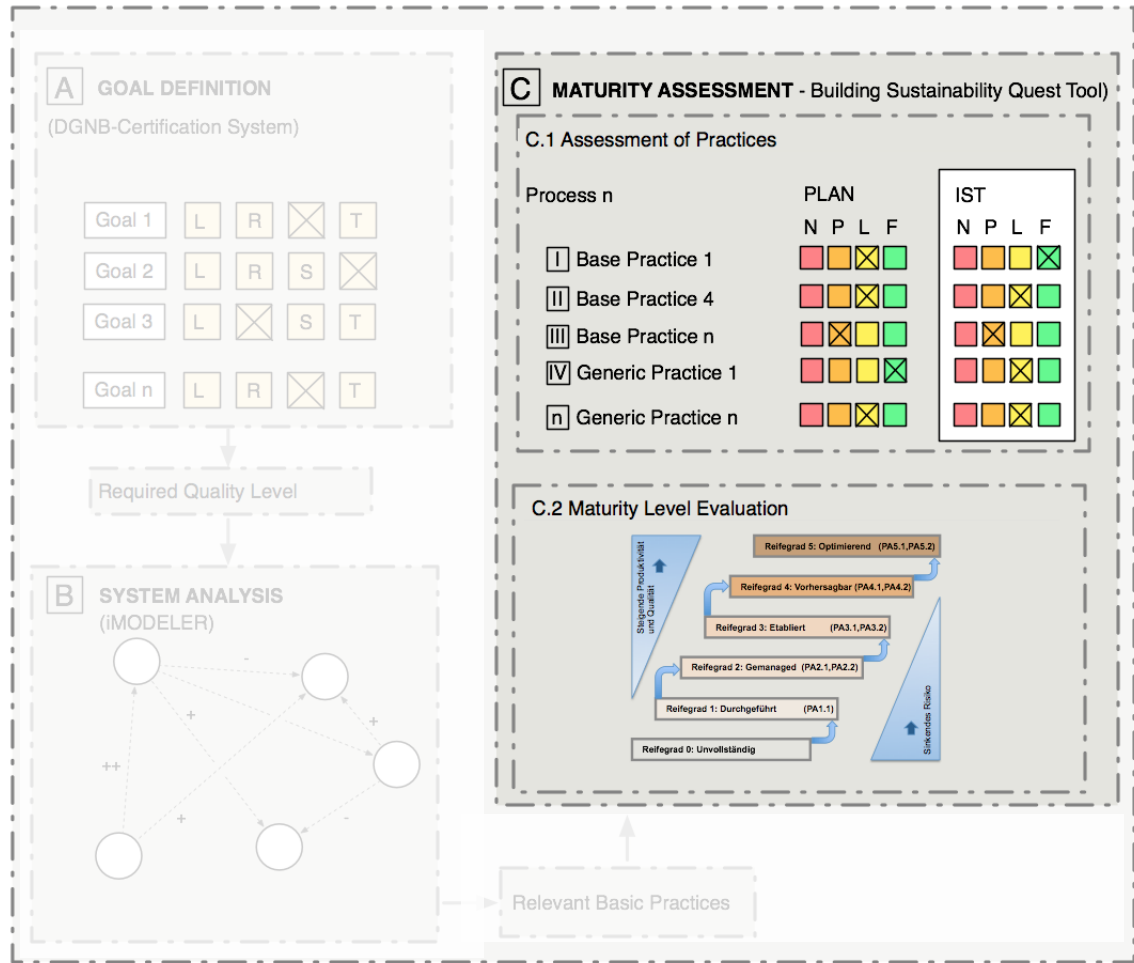 A GOAL DEFINITION
(DGNB-Certification System)
Goal 1 L R T
Goal 2 L R S
Goal 3 L S T
Goal n L R T
Required Quality Level
B SYSTEM ANALYSIS
(iMODELER)
-
+
+
++
+
-
Relevant Basic Practices
C MATURITY ASSESSMENT - Building Sustainability Quest Tool)
C.1 Assessment of Practices
Process n PLAN IST
N P L F N P L F
I Base Practice 1
II Base Practice 4
III Base Practice n
IV Generic Practice 1
n Generic Practice n
C.2 Maturity Level Evaluation
Steigende Produktivität
und Qualität
Reifegrad 5: Optimierend (PA5.1,PA5.2)
Reifegrad 4: Vorhersagbar (PA4.1,PA4.2)
Reifegrad 3: Etabliert (PA3.1,PA3.2)
Reifegrad 2: Gemanaged (PA2.1,PA2.2)
Reifegrad 1: Durchgeführt (PA1.1)
Reifegrad 0: Unvollständig
Sinkendes Risiko